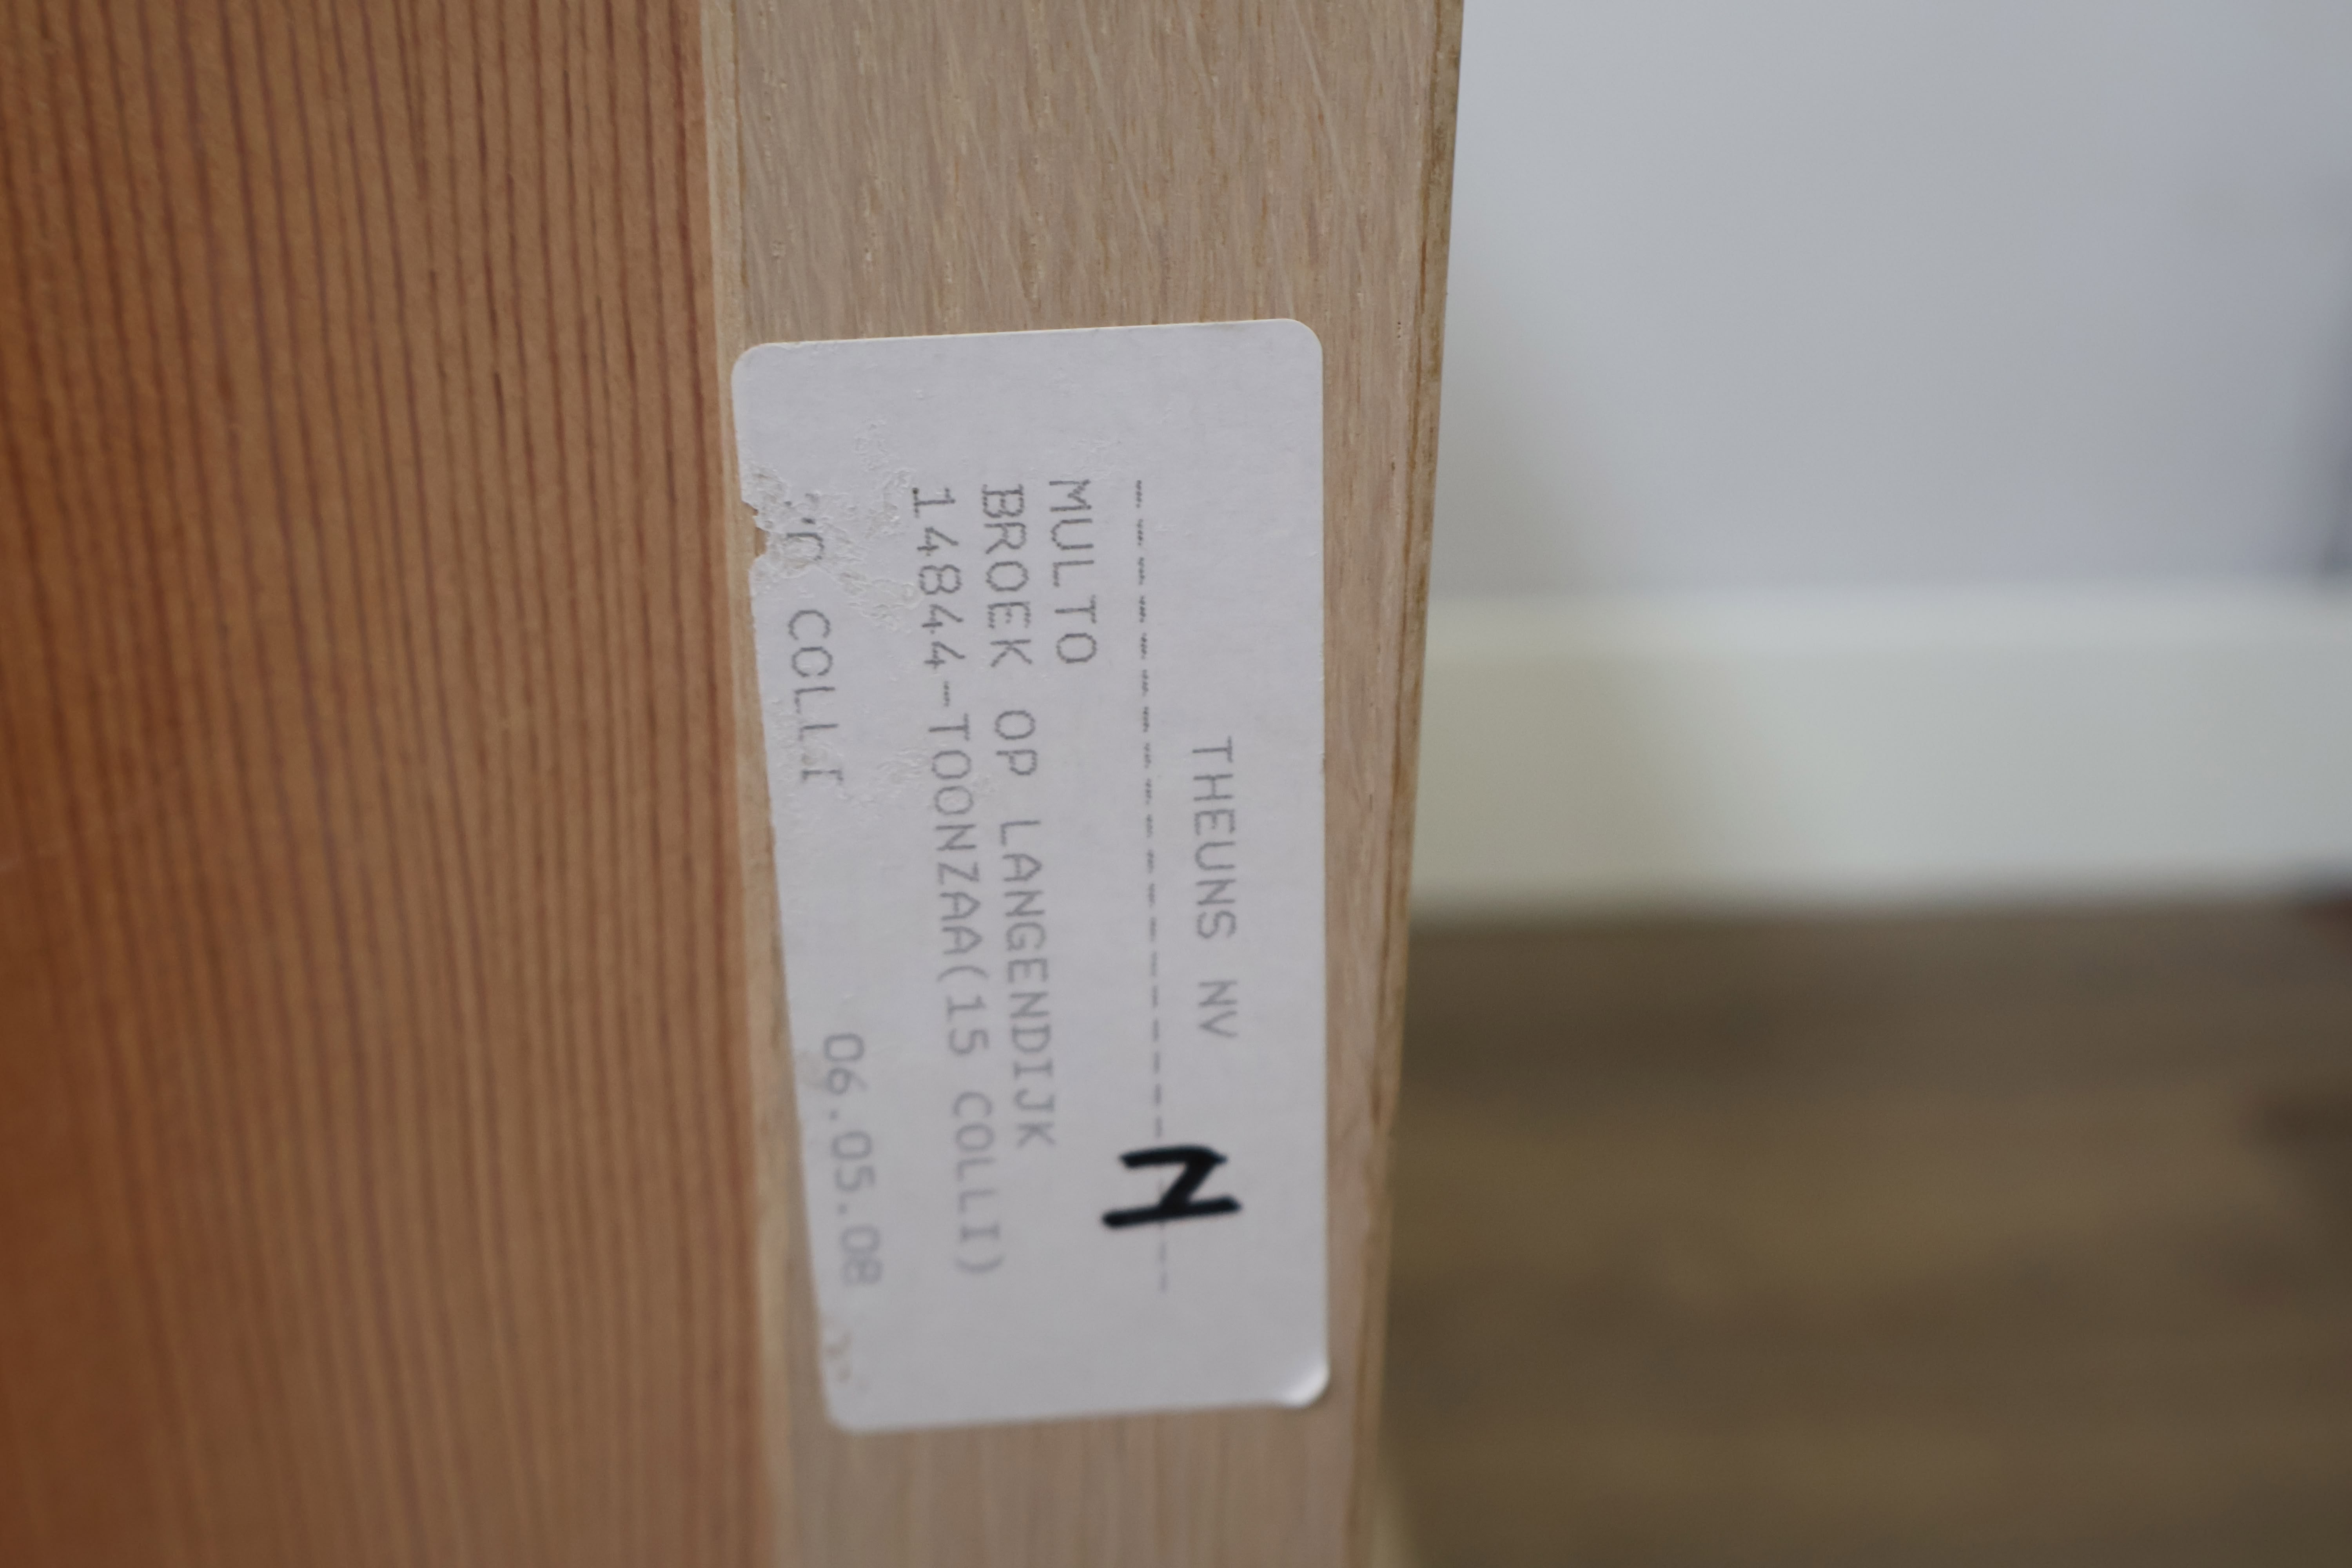 THEUNS NV
N
--------------------------
MULTO
BROEK OP LANGENDIJK
14844-TOONZAA(15 COLLI)
COLLI 06.05.08